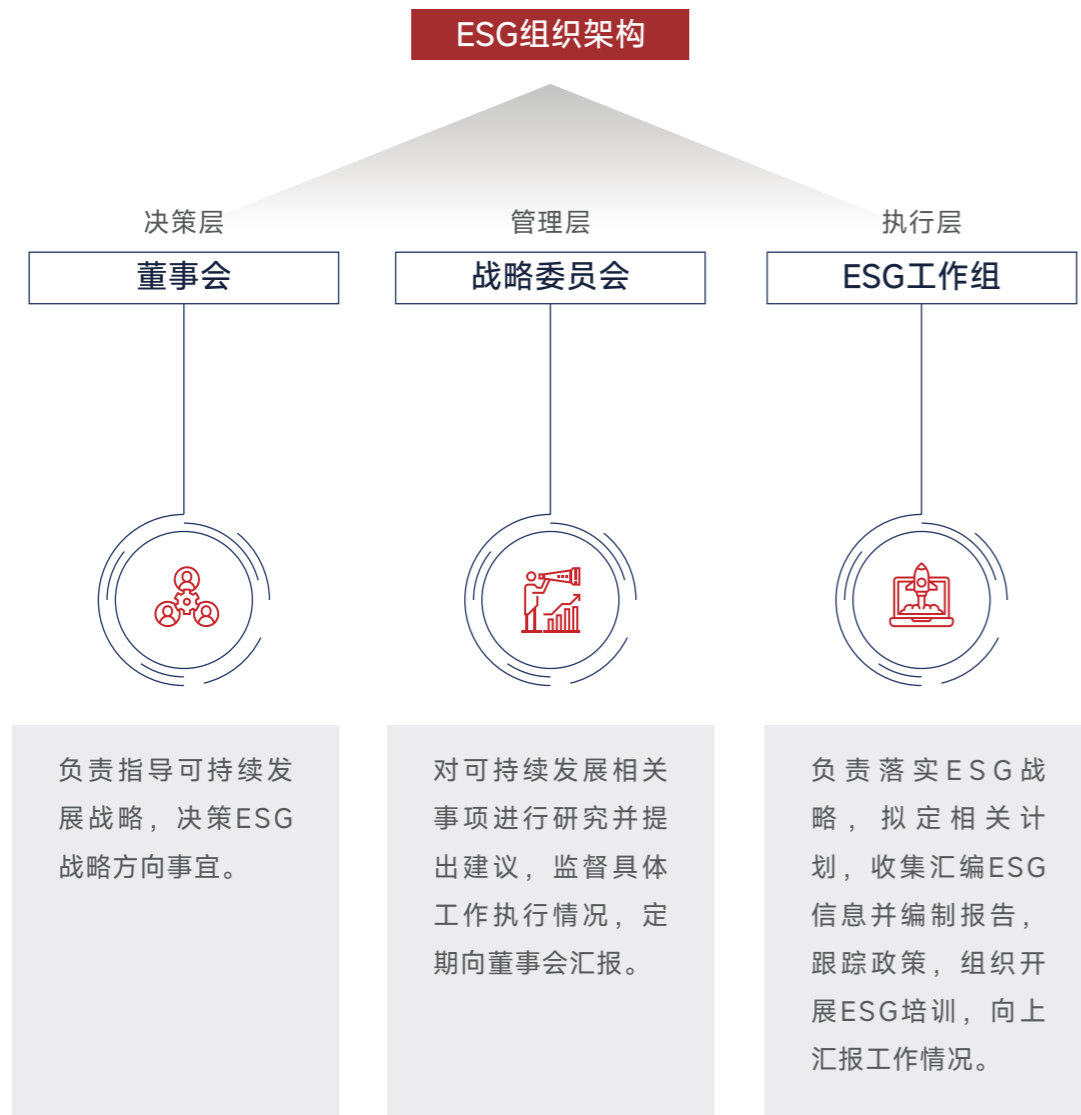 ESG组织架构
决策层
董事会
负责指导可持续发
展战略，决策ESG
战略方向事宜。
管理层
战略委员会
对可持续发展相关
事项进行研究并提
出建议，监督具体
工作执行情况，定
期向董事会汇报。
执行层
ESG工作组
负责落实ESG战
略，拟定相关计
划，收集汇编ESG
信息并编制报告，
跟踪政策，组织开
展ESG培训，向上
汇报工作情况。